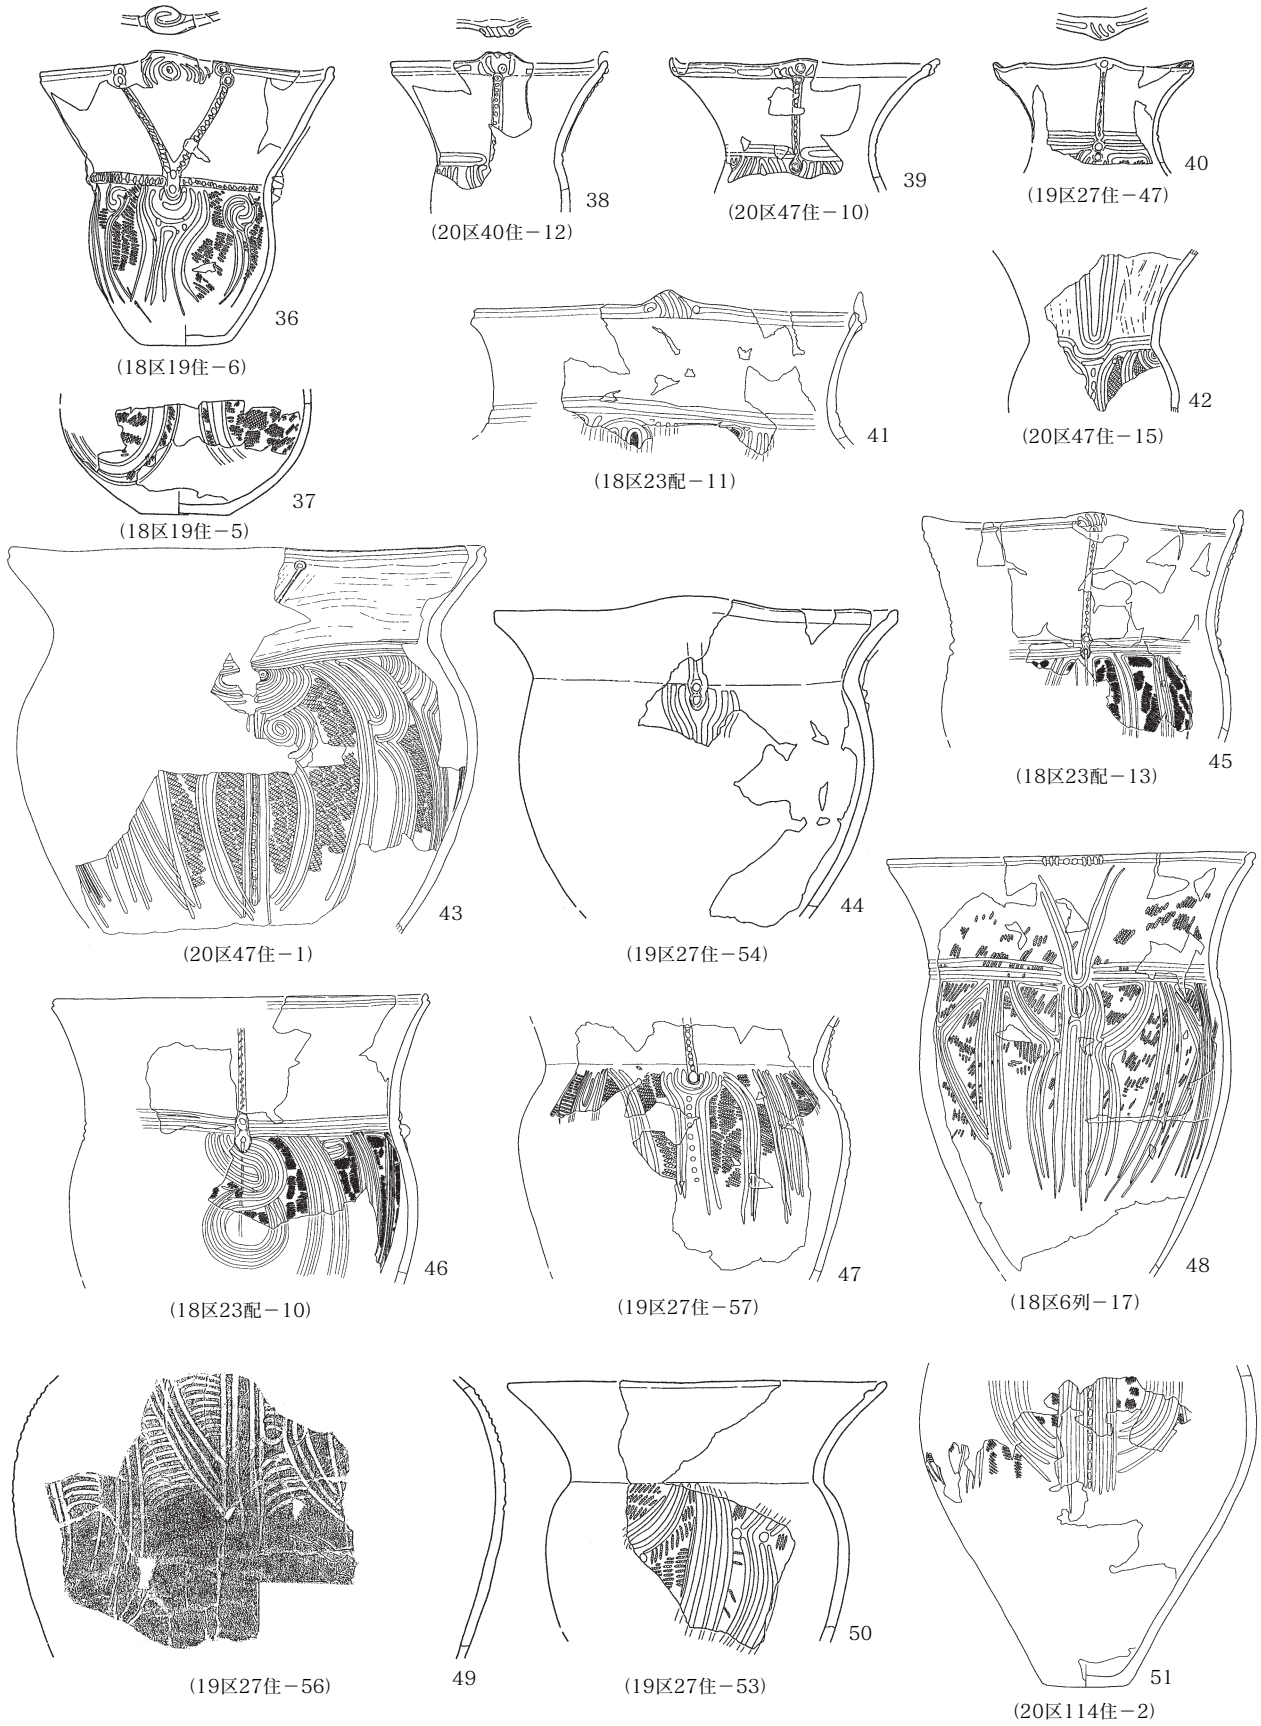 36
(18区19住-6)
38
(20区40住-12)
39
(20区47住-10)
40
(19区27住-47)
37
(18区19住-5)
41
(18区23配-11)
42
(20区47住-15)
43
(20区47住-1)
44
(19区27住-54)
45
(18区23配-13)
46
(18区23配-10)
47
(19区27住-57)
48
(18区6列-17)
49
(19区27住-56)
50
(19区27住-53)
51
(20区114住-2)